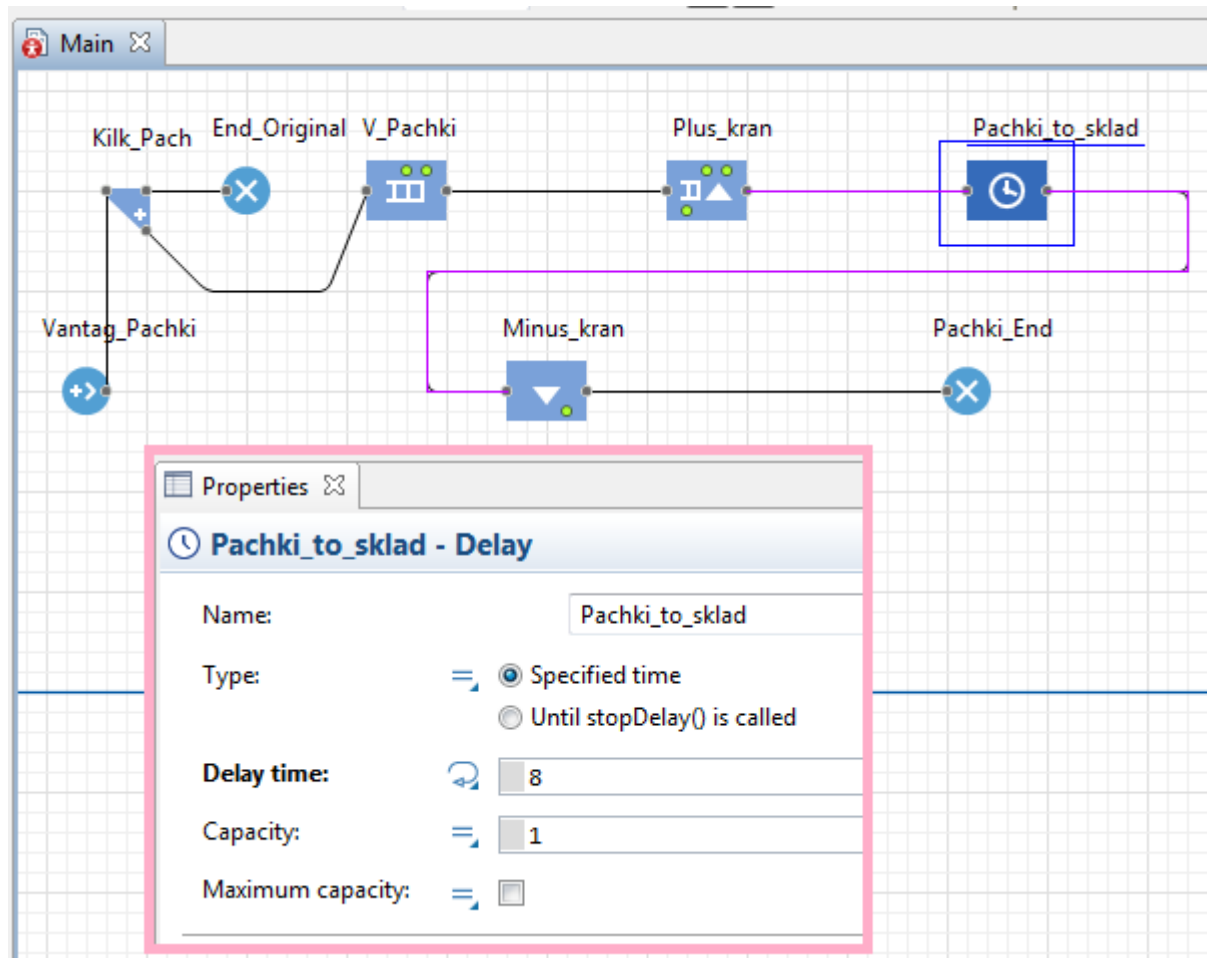 Main
Kilk_Pach
End_Original
V_Pachki
Plus_kran
Pachki_to_sklad
Vantag_Pachki
Minus_kran
Pachki_End
Properties
Pachki_to_sklad - Delay
Name:
Pachki_to_sklad
Type:
Specified time
Until stopDelay() is called
Delay time:
8
Capacity:
1
Maximum capacity: